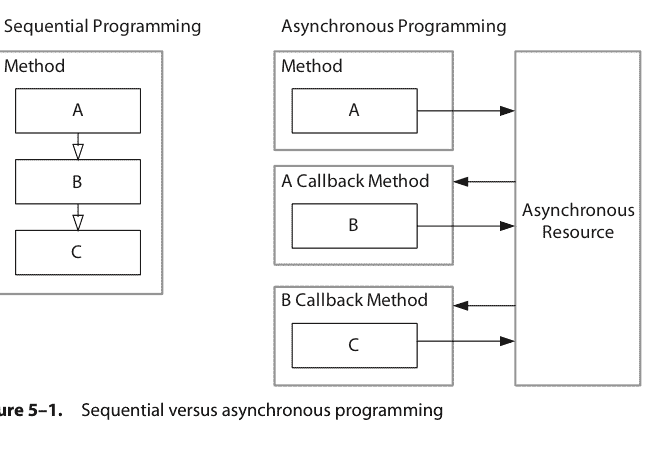 Sequential Programming
Method
A
B
C
Asynchronous Programming
Method
A
A Callback Method
B
B Callback Method
C
Asynchronous
Resource
ure 5–1. Sequential versus asynchronous programming